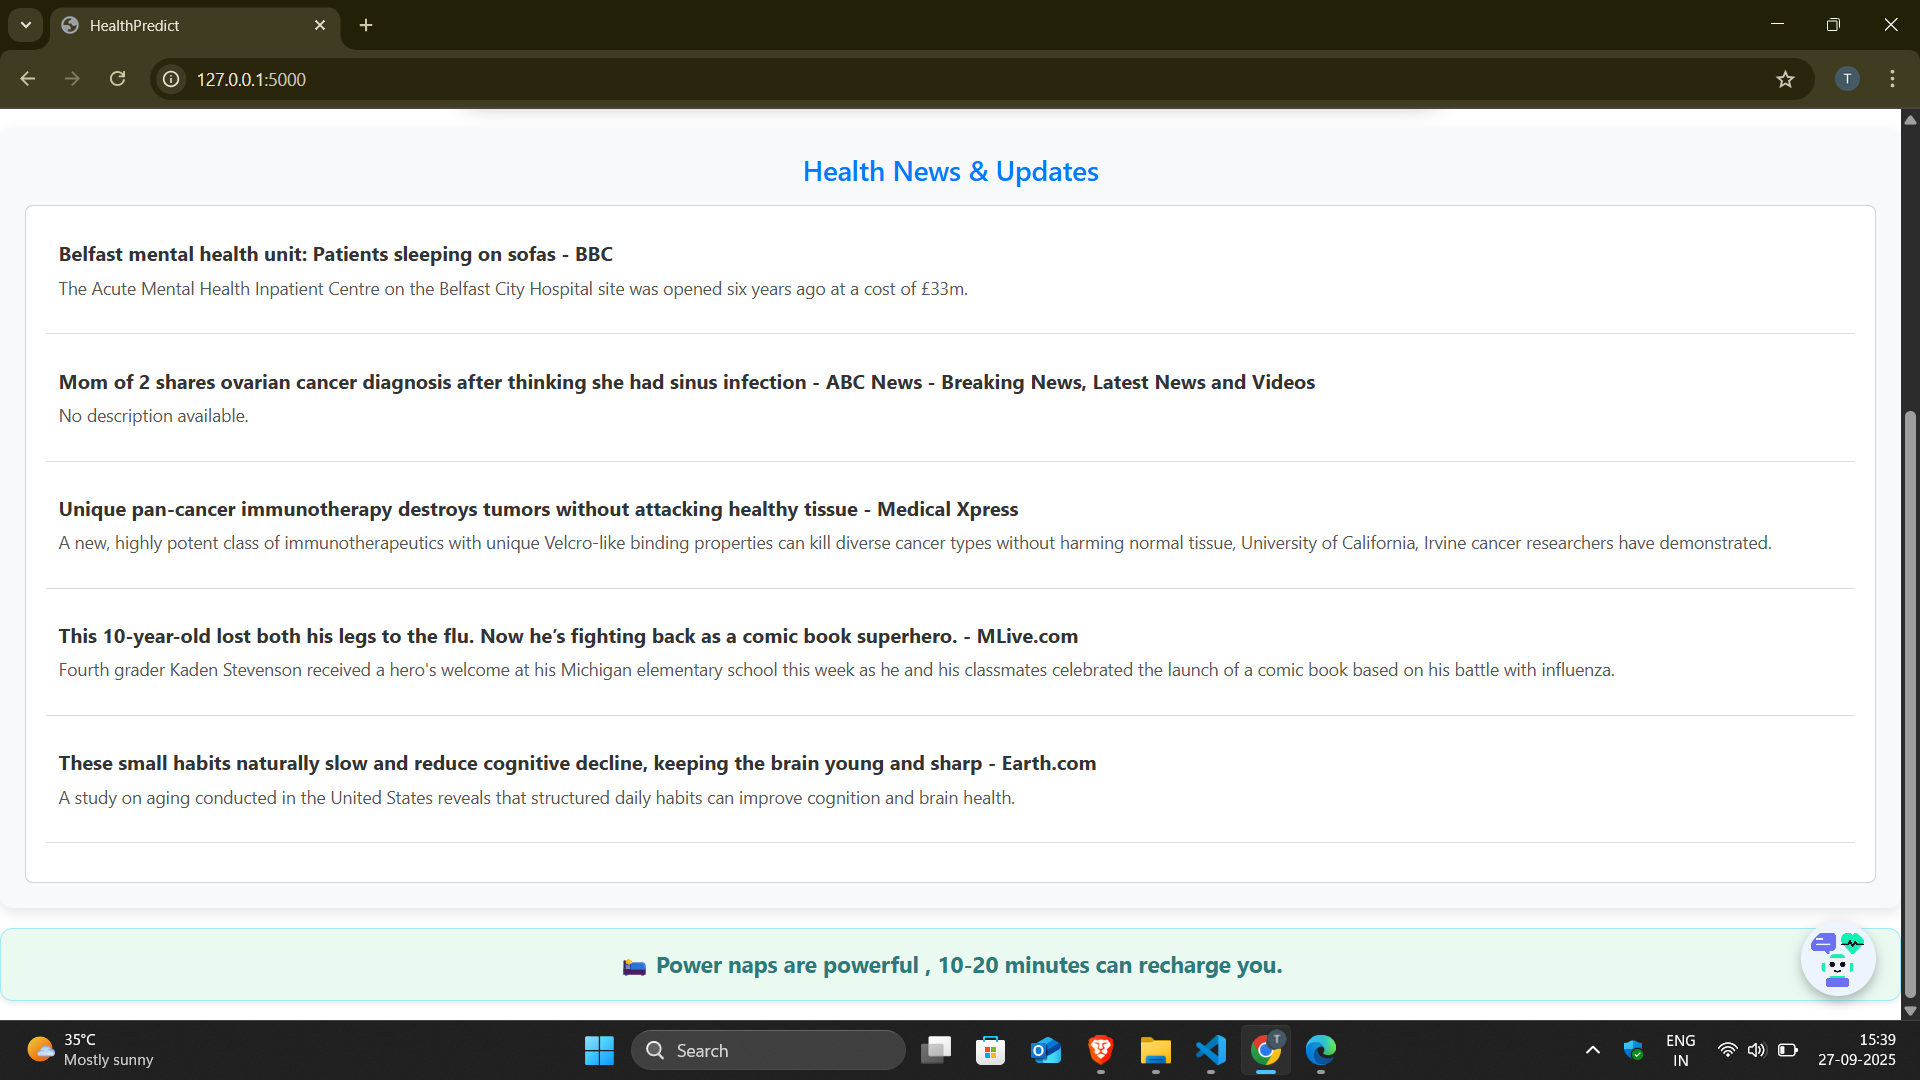 HealthPredict
127.0.0.1:5000
T
Health News & Updates
Belfast mental health unit: Patients sleeping on sofas - BBC
The Acute Mental Health Inpatient Centre on the Belfast City Hospital site was opened six years ago at a cost of £33m.
Mom of 2 shares ovarian cancer diagnosis after thinking she had sinus infection - ABC News - Breaking News, Latest News and Videos
No description available.
Unique pan-cancer immunotherapy destroys tumors without attacking healthy tissue - Medical Xpress
A new, highly potent class of immunotherapeutics with unique Velcro-like binding properties can kill diverse cancer types without harming normal tissue, University of California, Irvine cancer researchers have demonstrated.
This 10-year-old lost both his legs to the flu. Now he’s fighting back as a comic book superhero. - MLive.com
Fourth grader Kaden Stevenson received a hero's welcome at his Michigan elementary school this week as he and his classmates celebrated the launch of a comic book based on his battle with influenza.
These small habits naturally slow and reduce cognitive decline, keeping the brain young and sharp - Earth.com
A study on aging conducted in the United States reveals that structured daily habits can improve cognition and brain health.
Power naps are powerful , 10-20 minutes can recharge you.
35°C
Mostly sunny
Search
T
ENG
IN
15:39
27-09-2025